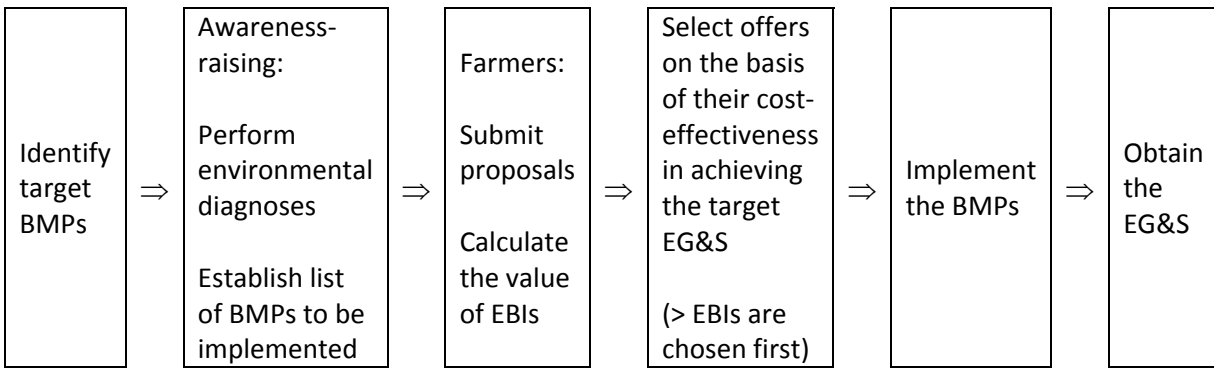 Identify
target
BMPs
⇒
Awareness-
raising:
Perform
environmental
diagnoses
Establish list
of BMPs to be
implemented
⇒
Farmers:
Submit
proposals
Calculate
the value
of EBIs
⇒
Select offers
on the basis
of their cost-
effectiveness
in achieving
the target
EG&S
(> EBIs are
chosen first)
⇒
Implement
the BMPs
⇒
Obtain
the
EG&S